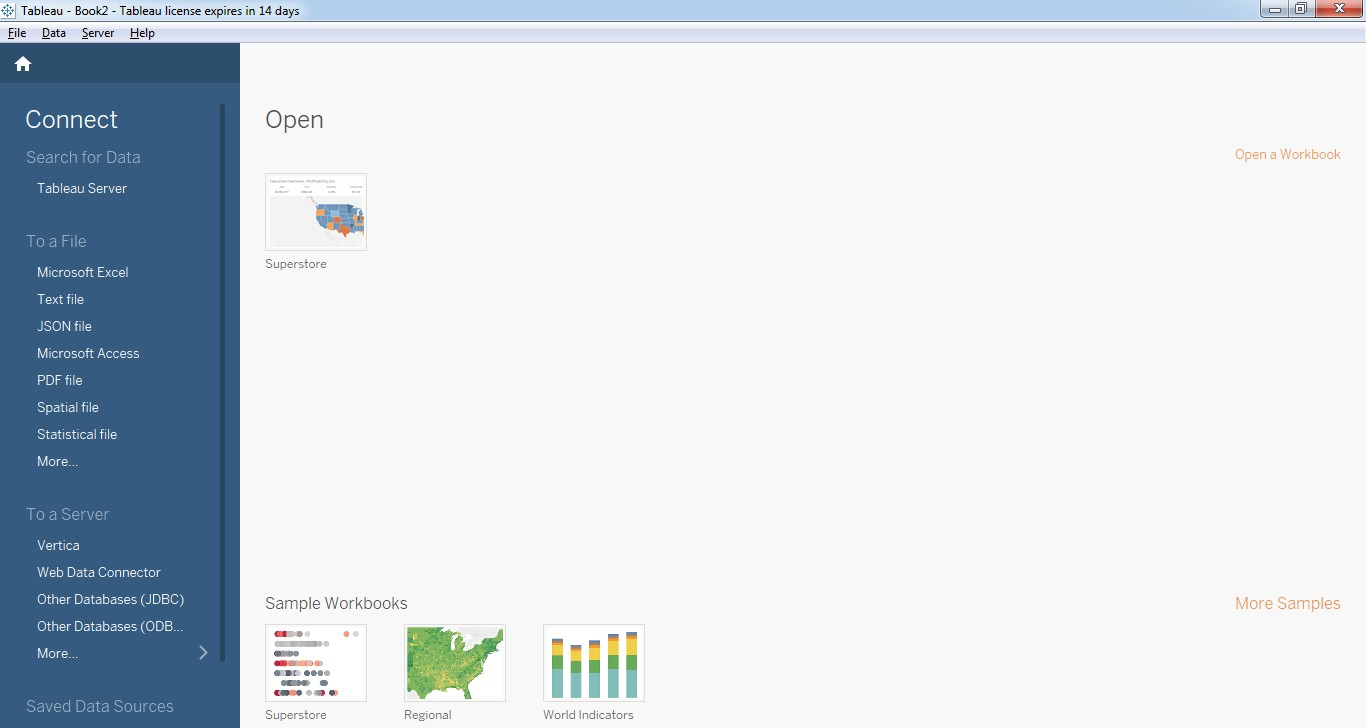 Tableau - Book2 - Tableau license expires in 14 days
File Data Server Help
Connect
Search for Data
Tableau Server
To a File
Microsoft Excel
Text file
JSON file
Microsoft Access
PDF file
Spatial file
Statistical file
More...
To a Server
Vertica
Web Data Connector
Other Databases (JDBC)
Other Databases (ODB...
More...
Saved Data Sources
Open
Open a Workbook
Superstore
Sample Workbooks
More Samples
Superstore
Regional
World Indicators